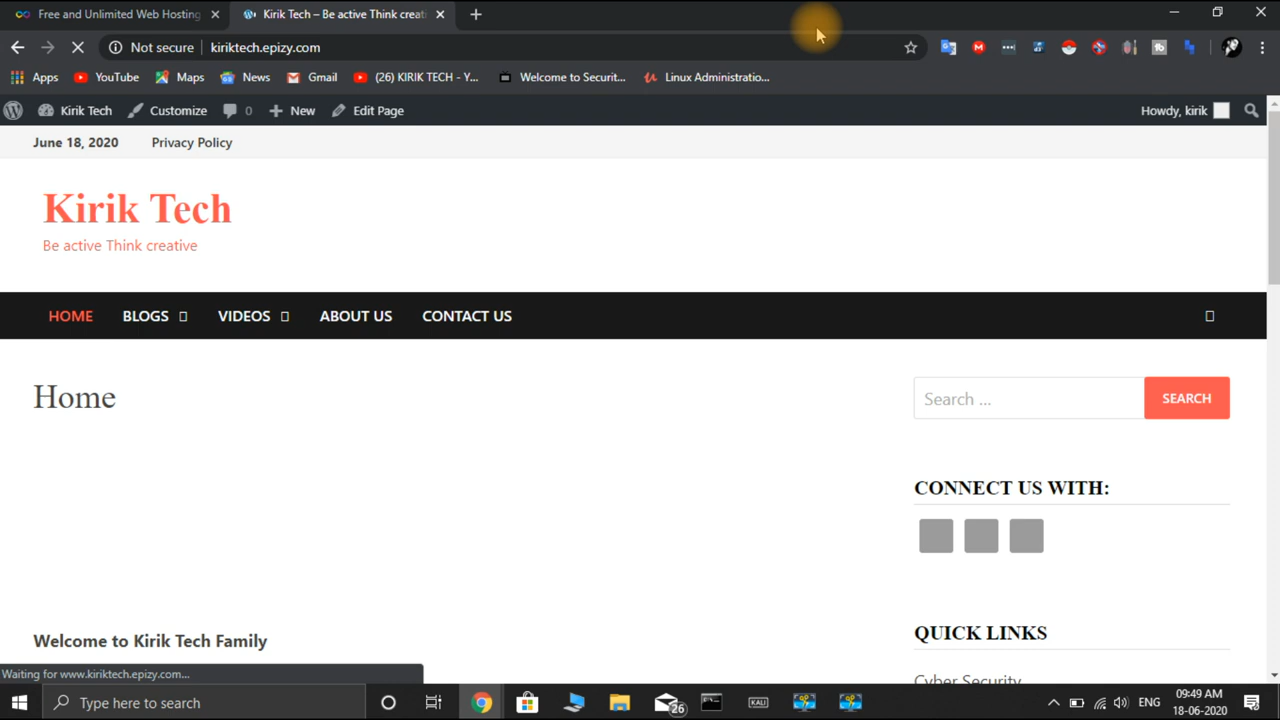 Free and Unlimited Web Hosting
Kirik Tech – Be active Think creati
Not secure kiriktech.epizy.com
Apps YouTube Maps News Gmail (26) KIRIK TECH - Y... Welcome to Securit... Linux Administratio...
Kirik Tech Customize 0 New Edit Page Howdy, kirik
June 18, 2020 Privacy Policy
Kirik Tech
Be active Think creative
HOME BLOGS VIDEOS ABOUT US CONTACT US
Home
Search ... SEARCH
CONNECT US WITH:
Welcome to Kirik Tech Family
QUICK LINKS
Cyber Security
Waiting for www.kiriktech.epizy.com...
Type here to search
26
KALI
ENG
09:49 AM
18-06-2020